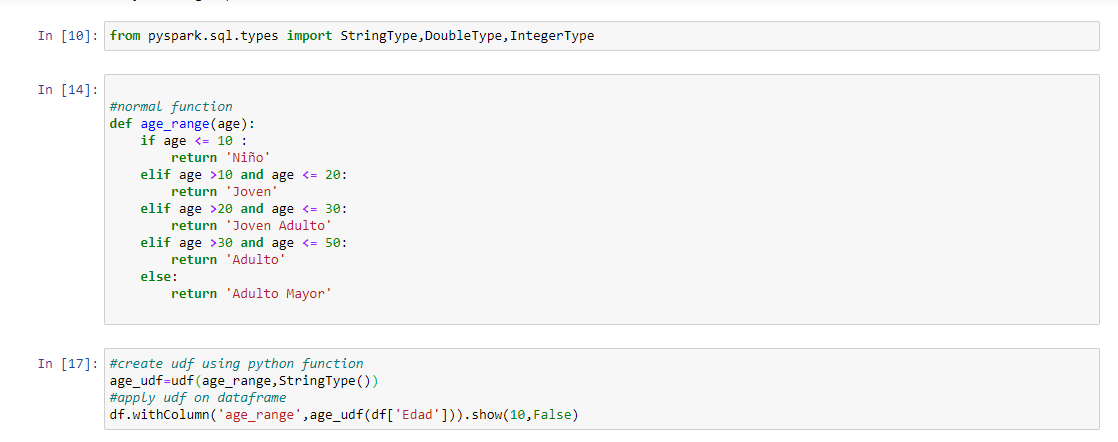 In [10]: from pyspark.sql.types import StringType,DoubleType,IntegerType
In [14]:
#normal function
def age_range(age):
    if age <= 10 :
        return 'Niño'
    elif age >10 and age <= 20:
        return 'Joven'
    elif age >20 and age <= 30:
        return 'Joven Adulto'
    elif age >30 and age <= 50:
        return 'Adulto'
    else:
        return 'Adulto Mayor'
In [17]: #create udf using python function
age_udf=udf(age_range,StringType())
#apply udf on dataframe
df.withColumn('age_range',age_udf(df['Edad'])).show(10,False)